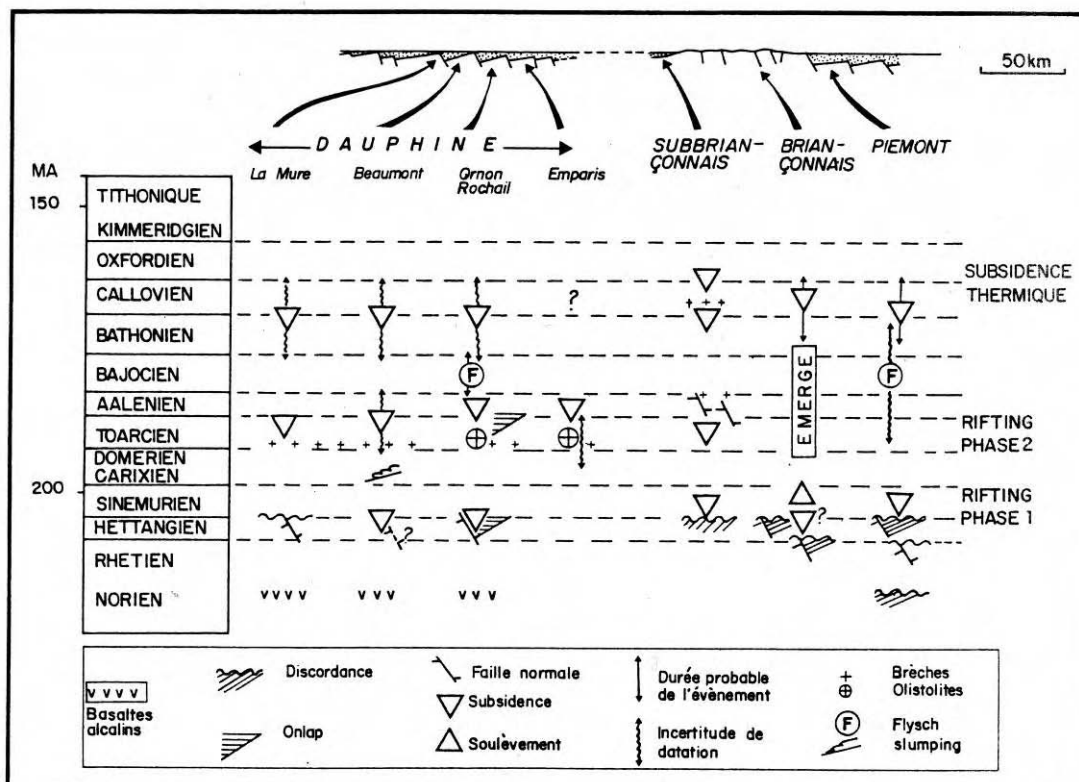 50km
DAUPHINE
SUBBRIAN-
ÇONNAIS
BRIAN-
ÇONNAIS
PIEMONT
La Mure
Beaumont
Ornon
Rochail
Emparis
MA
150
TITHONIQUE
KIMMERIDGIEN
OXFORDIEN
SUBSIDENCE
THERMIQUE
CALLOVIEN
?
BATHONIEN
BAJOCIEN
F
F
EMERGE
AALENIEN
TOARCIEN
RIFTING
PHASE 2
DOMERIEN
CARIXIEN
200
SINEMURIEN
RIFTING
PHASE 1
HETTANGIEN
?
?
RHETIEN
NORIEN
v v v v
v v v
v v v
v v v v
Basaltes
alcalins
Discordance
Onlap
Faille normale
Subsidence
Soulèvement
Durée probable
de l'évènement
Incertitude de
datation
Brèches
Olistolites
F
Flysch
slumping